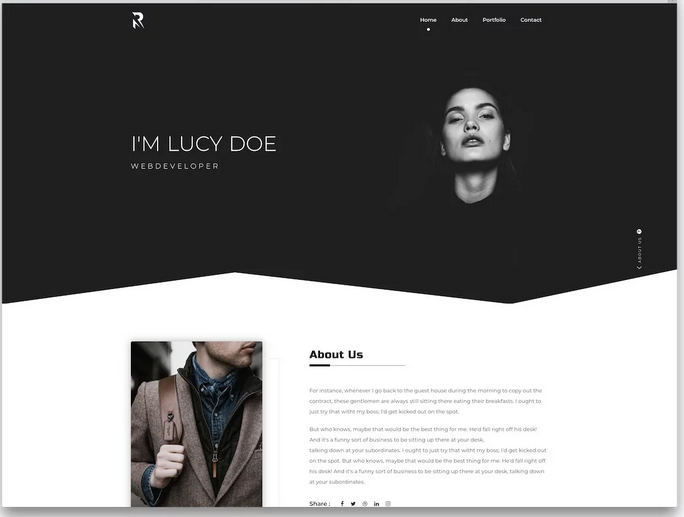 Home About Portfolio Contact
I'M LUCY DOE
WEBDEVELOPER
ABOUT US
About Us
For instance, whenever I go back to the guest house during the morning to copy out the
contract, these gentlemen are always still sitting there eating their breakfasts. I ought to
just try that witht my boss; I'd get kicked out on the spot.
But who knows, maybe that would be the best thing for me. He'd fall right off his desk!
And it's a funny sort of business to be sitting up there at your desk,
talking down at your subordinates. I ought to just try that witht my boss; I'd get kicked out
on the spot. But who knows, maybe that would be the best thing for me. He'd fall right off
his desk! And it's a funny sort of business to be sitting up there at your desk, talking down
at your subordinates.
Share :